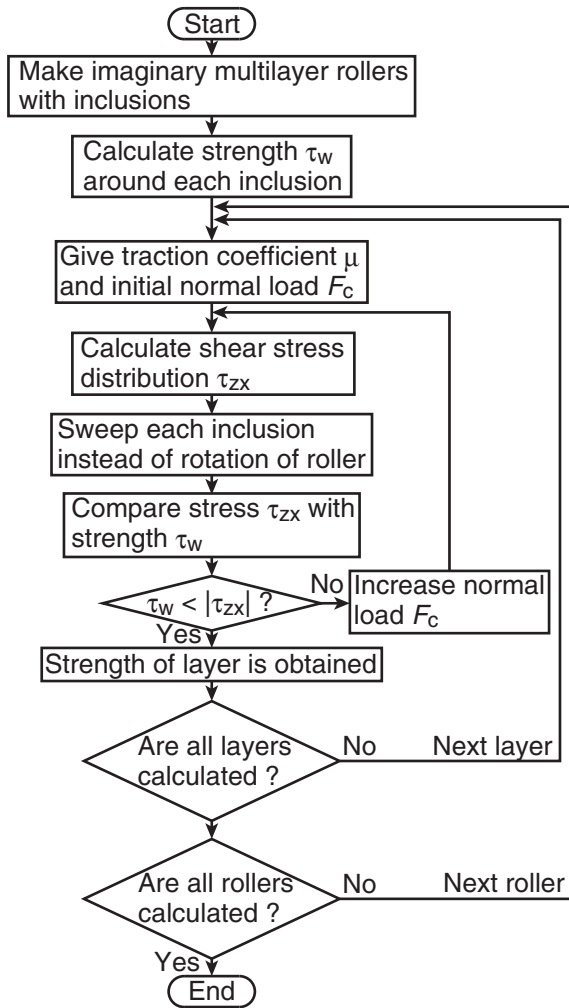 Start
Make imaginary multilayer rollers
with inclusions
Calculate strength τw
around each inclusion
Give traction coefficient μ
and initial normal load Fc
Calculate shear stress
distribution τzx
Sweep each inclusion
instead of rotation of roller
Compare stress τzx with
strength τw
τw < |τzx| ?
No
Increase normal
load Fc
Yes
Strength of layer is obtained
Are all layers
calculated ?
No
Next layer
Are all rollers
calculated ?
No
Next roller
Yes
End